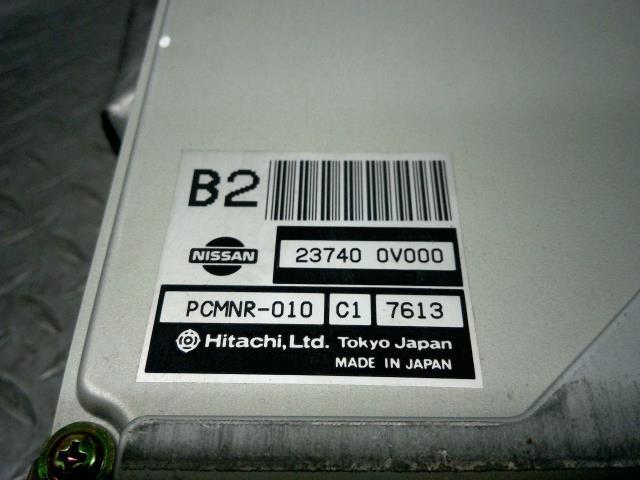 B2
NISSAN
23740 0V000
PCMNR-010 C1 7613
Hitachi, Ltd. Tokyo Japan
MADE IN JAPAN